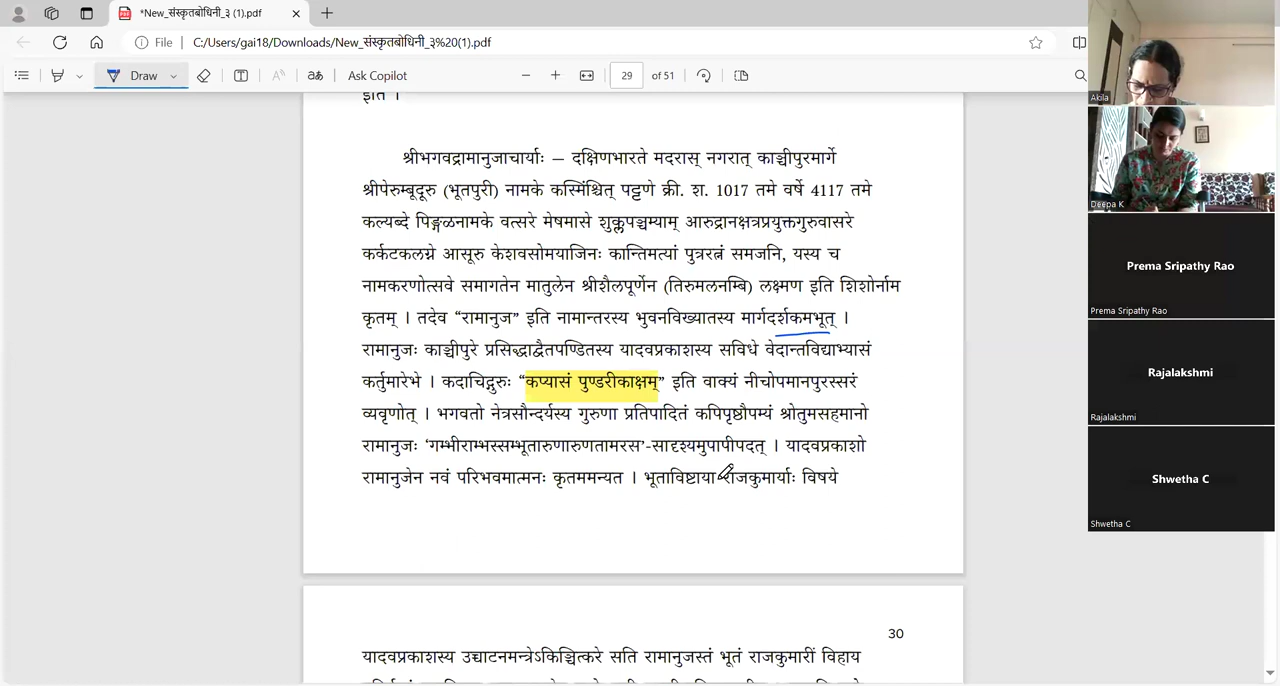 *New_संस्कृतबोधिनी_३ (1).pdf
File
C:/Users/gai18/Downloads/New_संस्कृतबोधिनी_३%20(1).pdf
Draw
Ask Copilot
29 of 51
इति ।
श्रीभगवद्रामानुजाचार्याः – दक्षिणभारते मदरास् नगरात् काञ्चीपुरमार्गे
श्रीपेरुम्बूदूरु (भूतपुरी) नामके कस्मिंश्चित् पट्टणे क्री. श. 1017 तमे वर्षे 4117 तमे
कल्यब्दे पिङ्गळनामके वत्सरे मेषमासे शुक्लपञ्चम्याम् आरुद्रानक्षत्रप्रयुक्तगुरुवासरे
कर्कटकलग्ने आसूरु केशवसोमयाजिनः कान्तिमत्यां पुत्ररत्नं समजनि, यस्य च
नामकरणोत्सवे समागतेन मातुलेन श्रीशैलपूर्णेन (तिरुमलनम्बि) लक्ष्मण इति शिशोर्नाम
कृतम् । तदेव “रामानुज” इति नामान्तरस्य भुवनविख्यातस्य मार्गदर्शकमभूत् ।
रामानुजः काञ्चीपुरे प्रसिद्धाद्वैतपण्डितस्य यादवप्रकाशस्य सविधे वेदान्तविद्याभ्यासं
कर्तुमारेभे । कदाचिद्गुरुः “कप्यासं पुण्डरीकाक्षम्” इति वाक्यं नीचोपमानपुरस्सरं
व्यवृणोत् । भगवतो नेत्रसौन्दर्यस्य गुरुणा प्रतिपादितं कपिपृष्ठौपम्यं श्रोतुमसहमानो
रामानुजः ‘गम्भीराम्भस्सम्भूतारुणारुणतामरस’-सादृश्यमुपापीपदत् । यादवप्रकाशो
रामानुजेन नवं परिभवमात्मनः कृतममन्यत । भूताविष्टाया राजकुमार्याः विषये
30
यादवप्रकाशस्य उच्चाटनमन्त्रेऽकिञ्चित्करे सति रामानुजस्तं भूतं राजकुमारीं विहाय
Akila
Deepa K
Prema Sripathy Rao
Prema Sripathy Rao
Rajalakshmi
Rajalakshmi
Shwetha C
Shwetha C